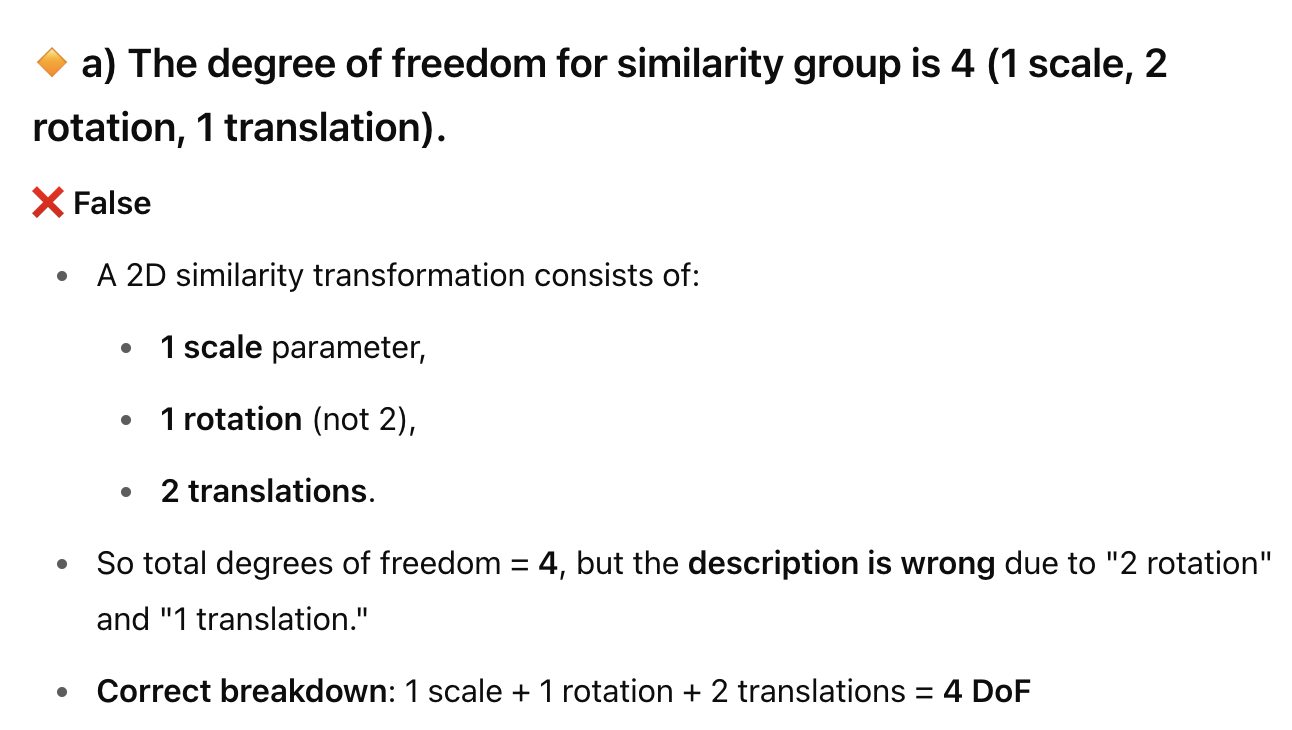 🔸 a) The degree of freedom for similarity group is 4 (1 scale, 2
rotation, 1 translation).
❌ False
• A 2D similarity transformation consists of:
• 1 scale parameter,
• 1 rotation (not 2),
• 2 translations.
• So total degrees of freedom = 4, but the description is wrong due to "2 rotation"
and "1 translation."
• Correct breakdown: 1 scale + 1 rotation + 2 translations = 4 DoF